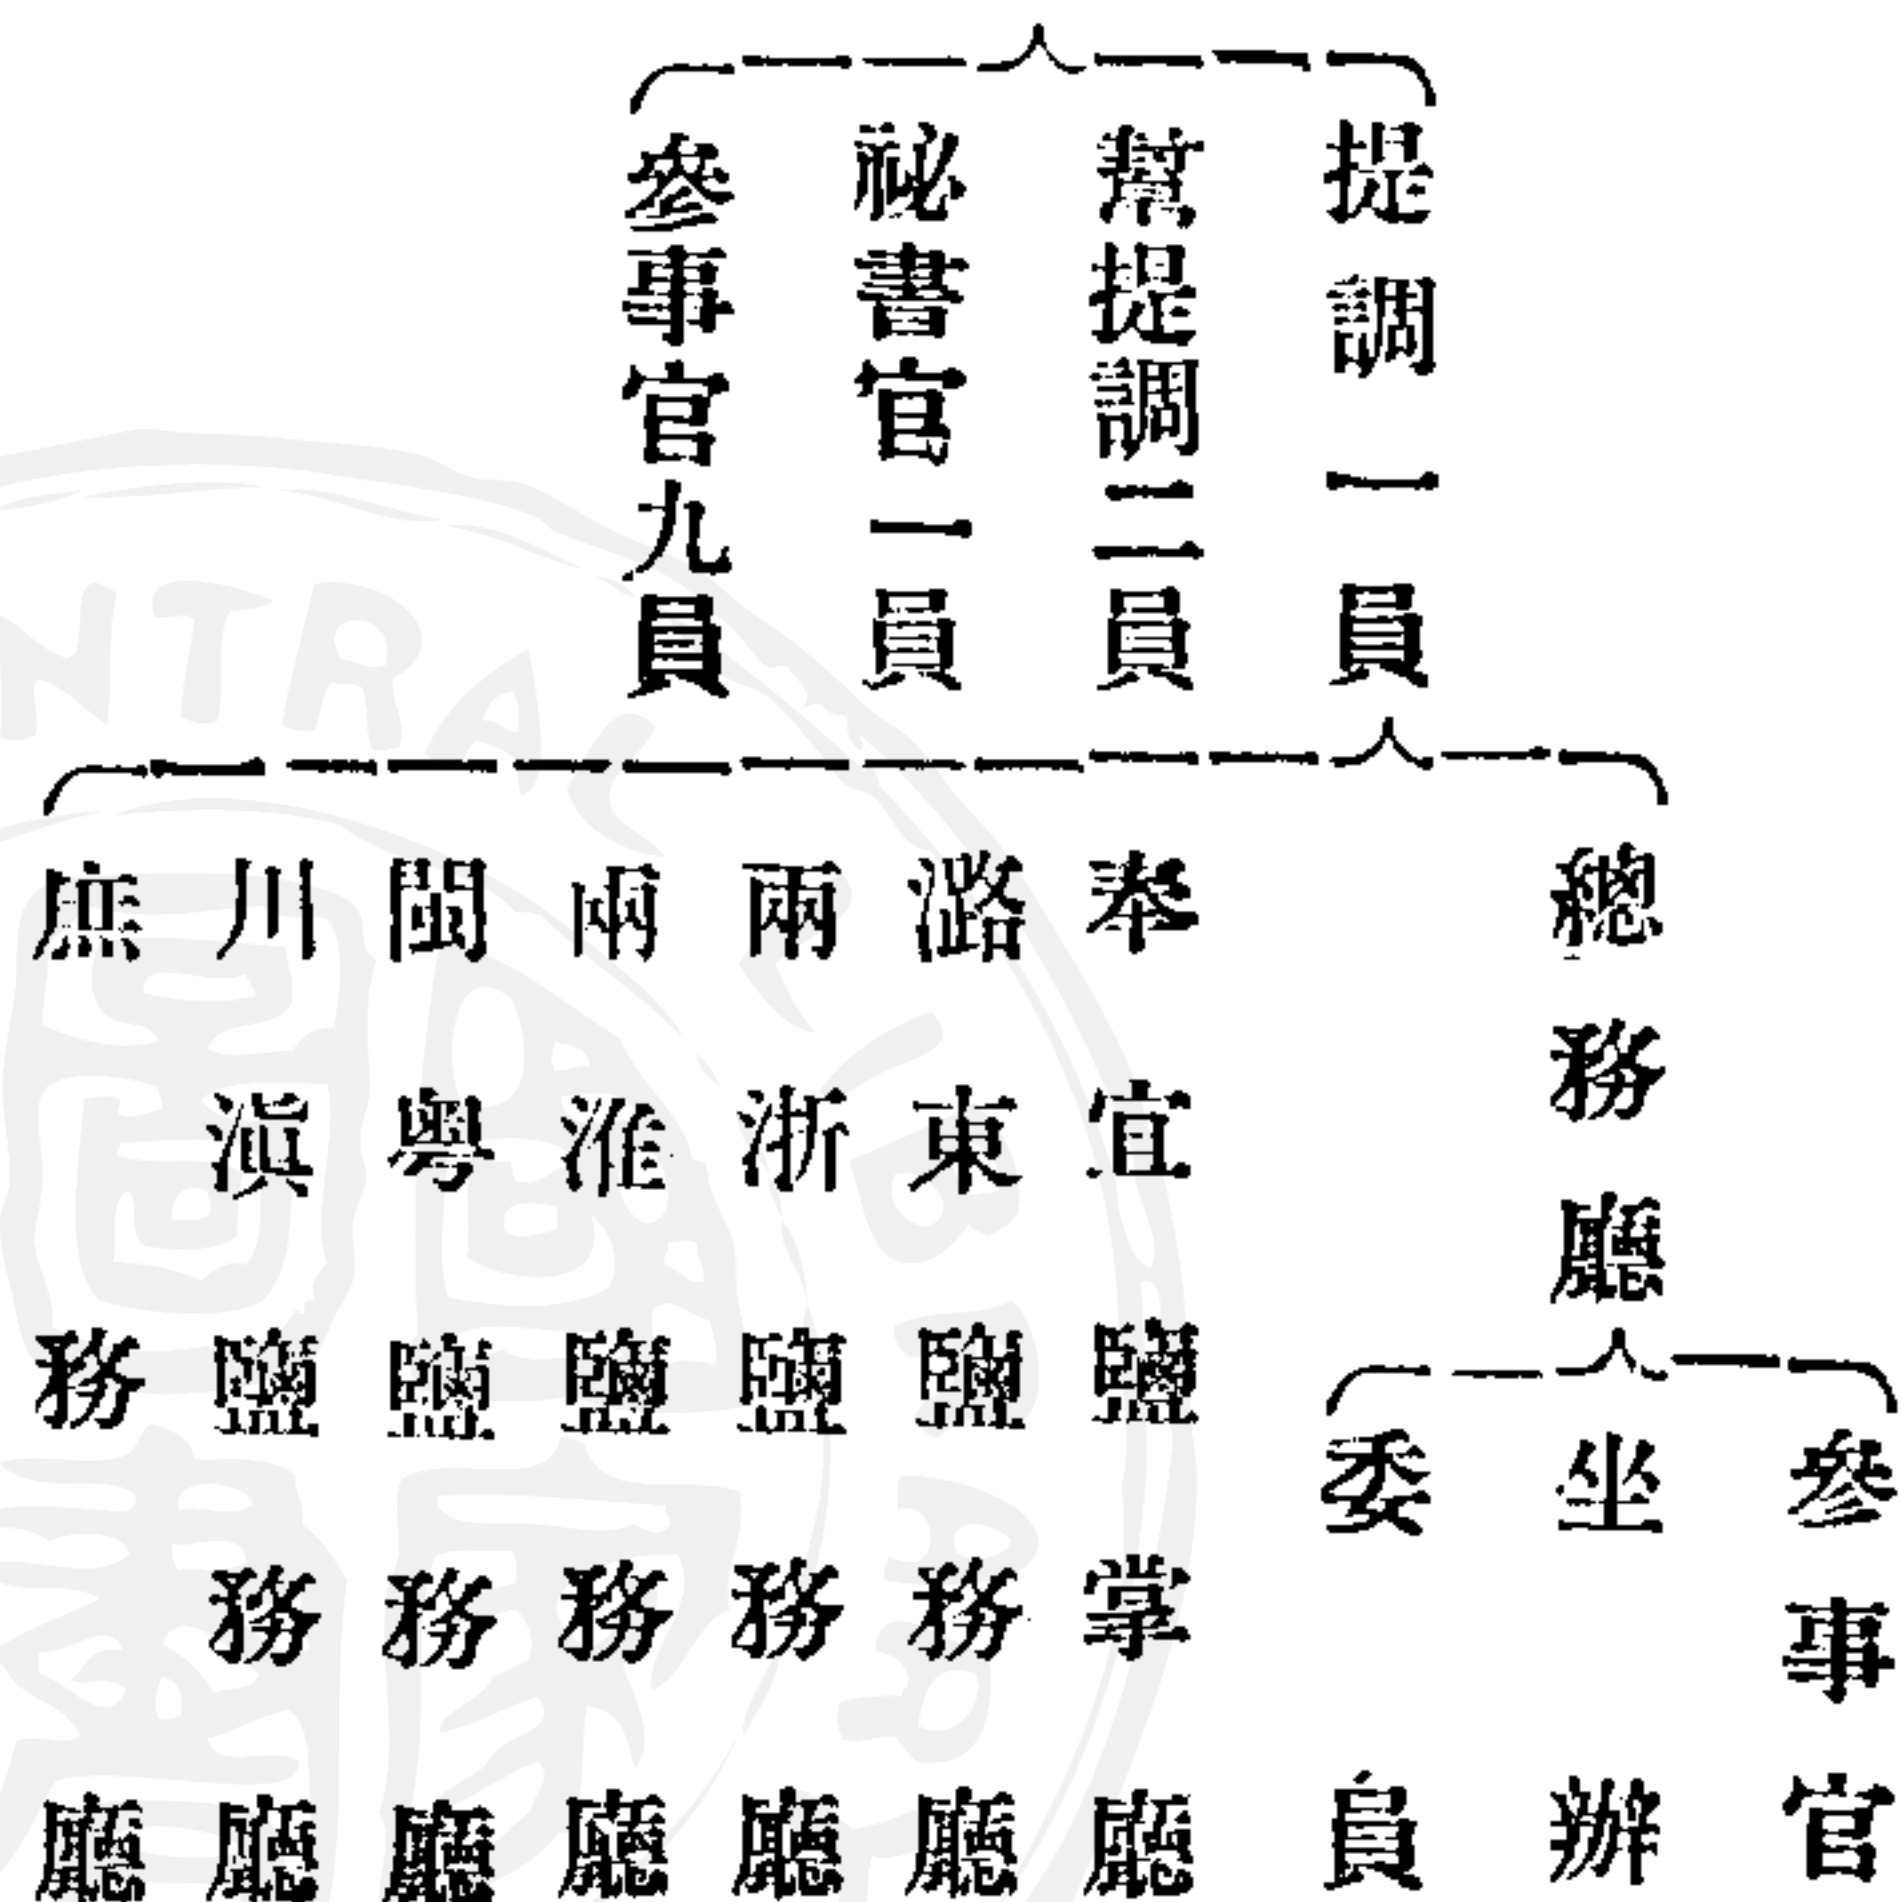 提調一員
幫提調二員
祕書官一員
參事官九員
總務廳
奉宜鹽掌廳
潞東鹽務廳
兩浙鹽務廳
兩淮鹽務廳
閩粵鹽務廳
川滇鹽務廳
庶務廳
參事官
坐辦
委員